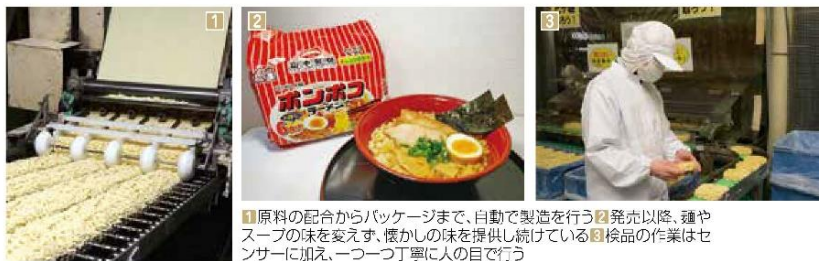 1
2
3
ポンポコ
1原料の配合からパッケージまで、自動で製造を行う2発売以降、麺や
スープの味を変えず、懐かしの味を提供し続けている3検品の作業はセ
ンサーに加え、一つ一つ丁寧に人の目で行う